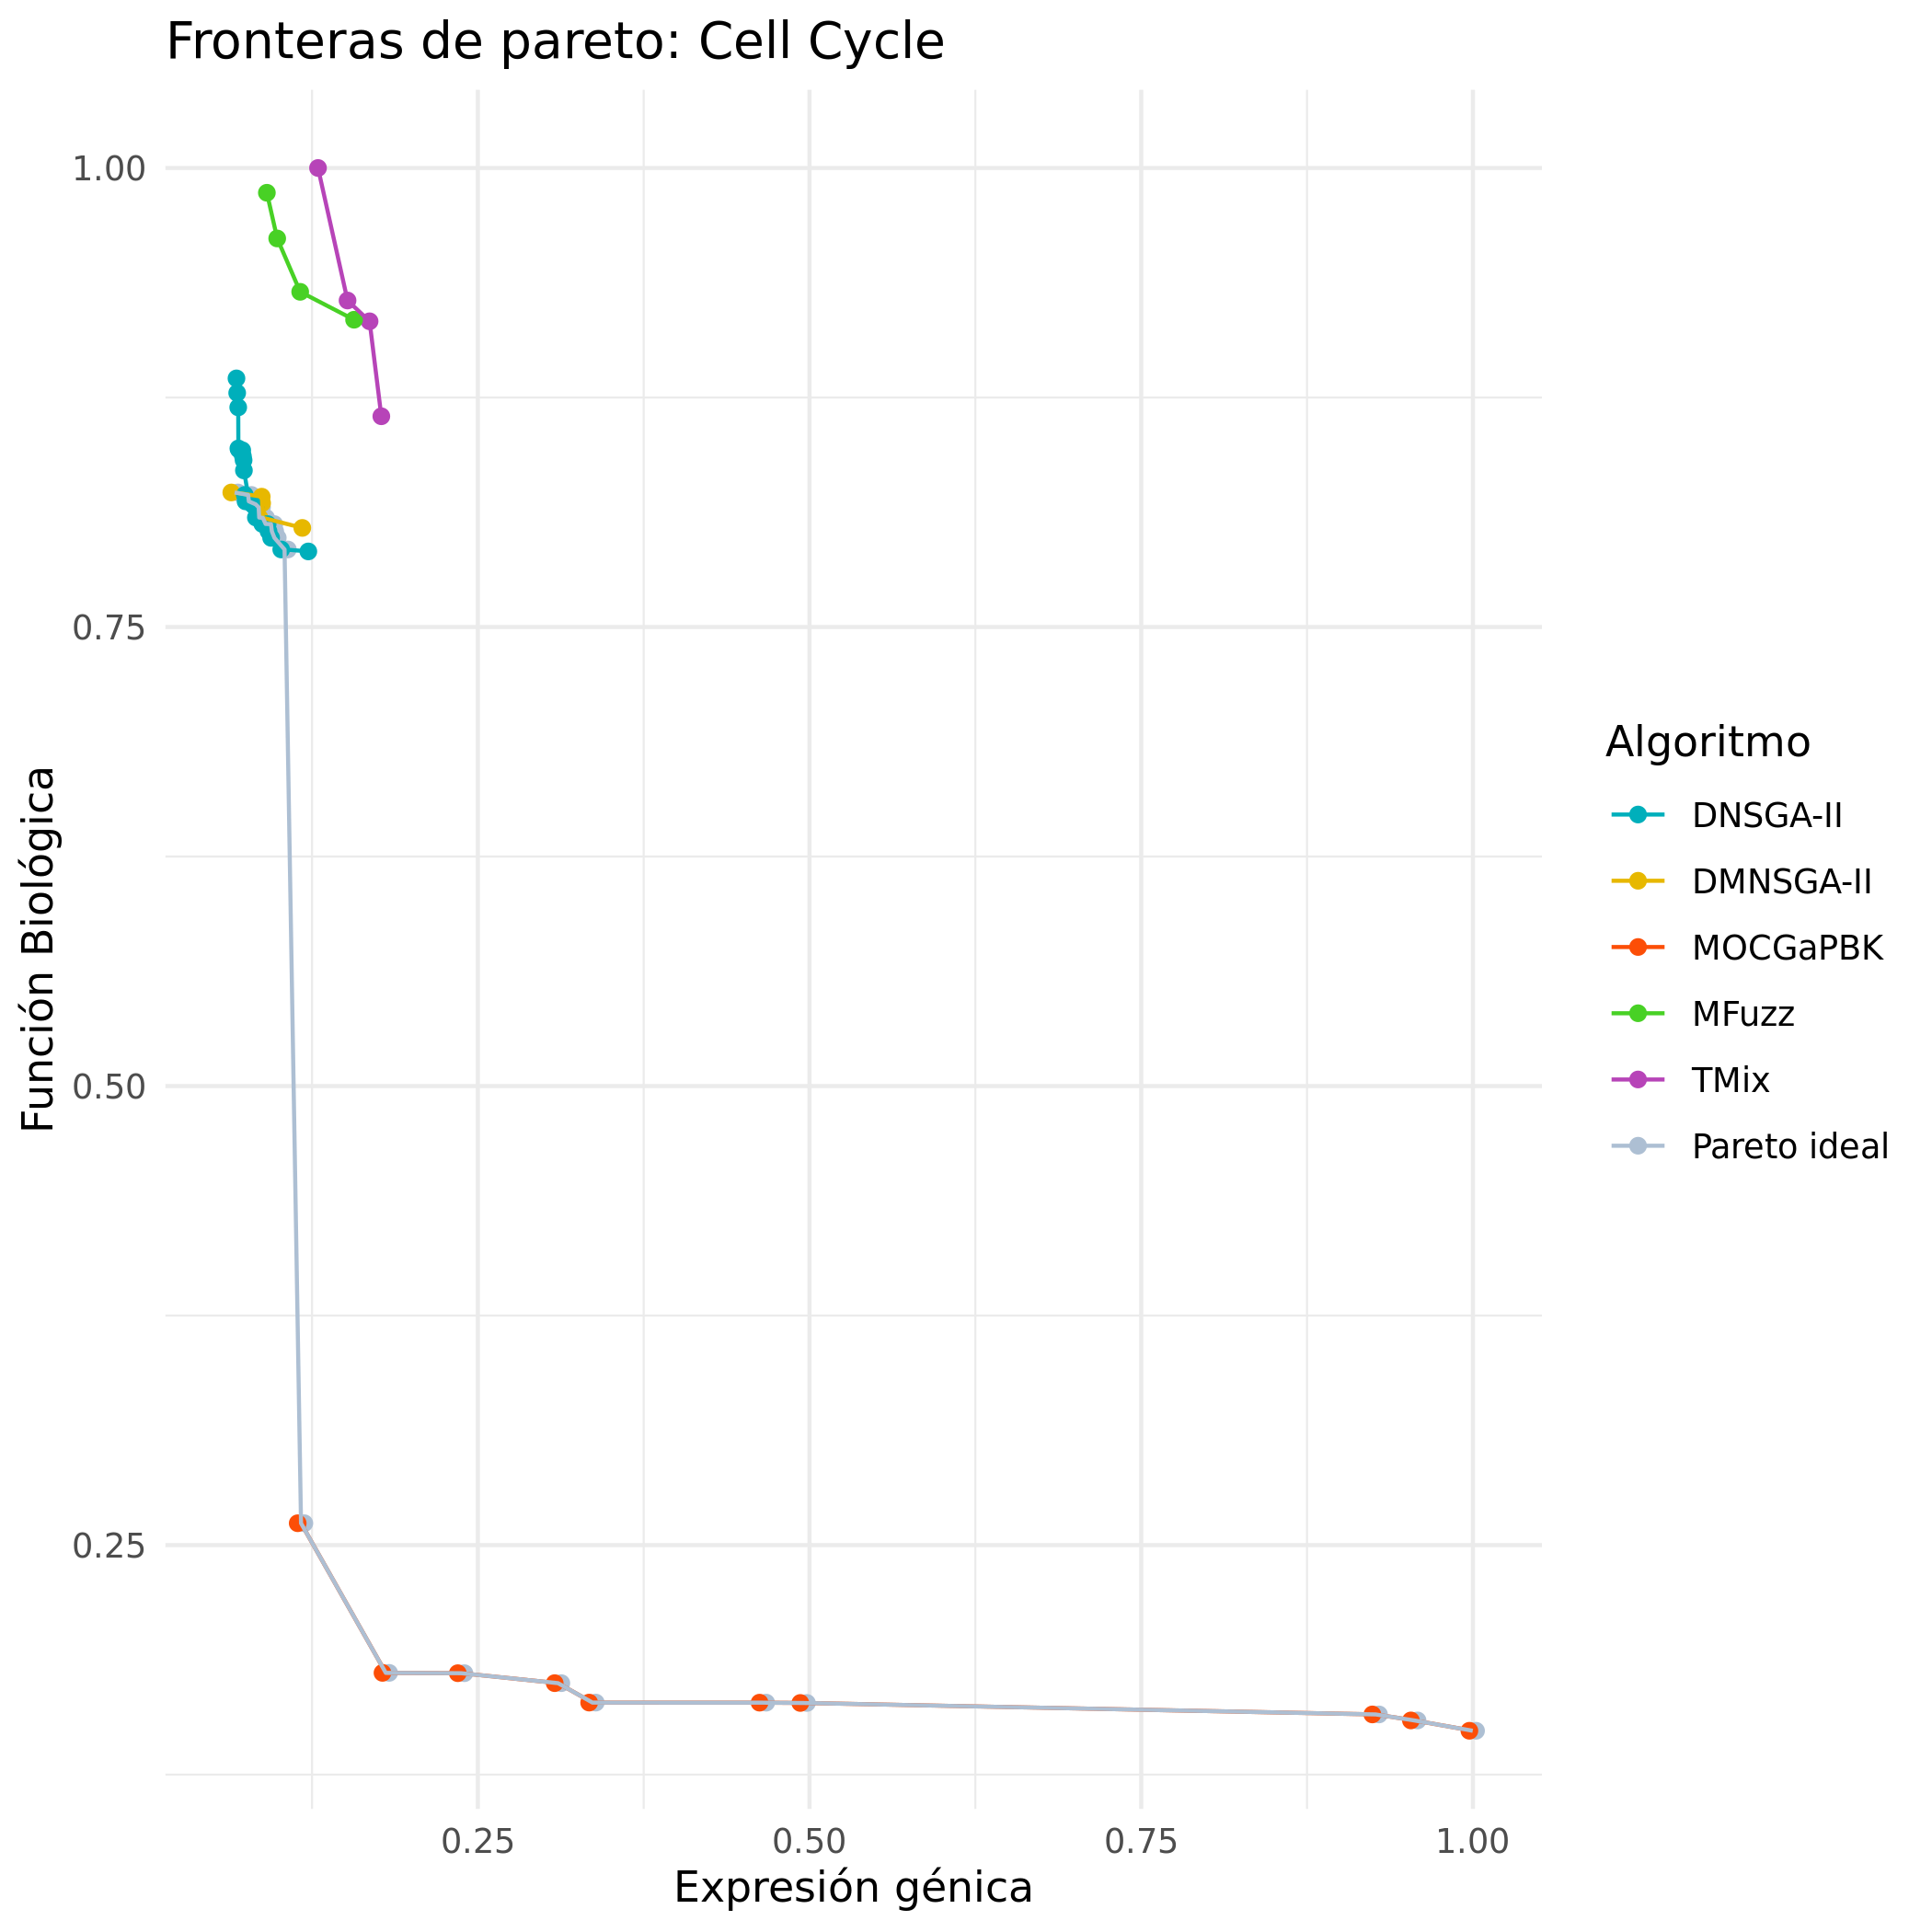 Fronteras de pareto: Cell Cycle
1.00
0.75
0.50
0.25
Función Biológica
0.25
0.50
0.75
1.00
Expresión génica
Algoritmo
DNSGA-II
DMNSGA-II
MOCGaPBK
MFuzz
TMix
Pareto ideal